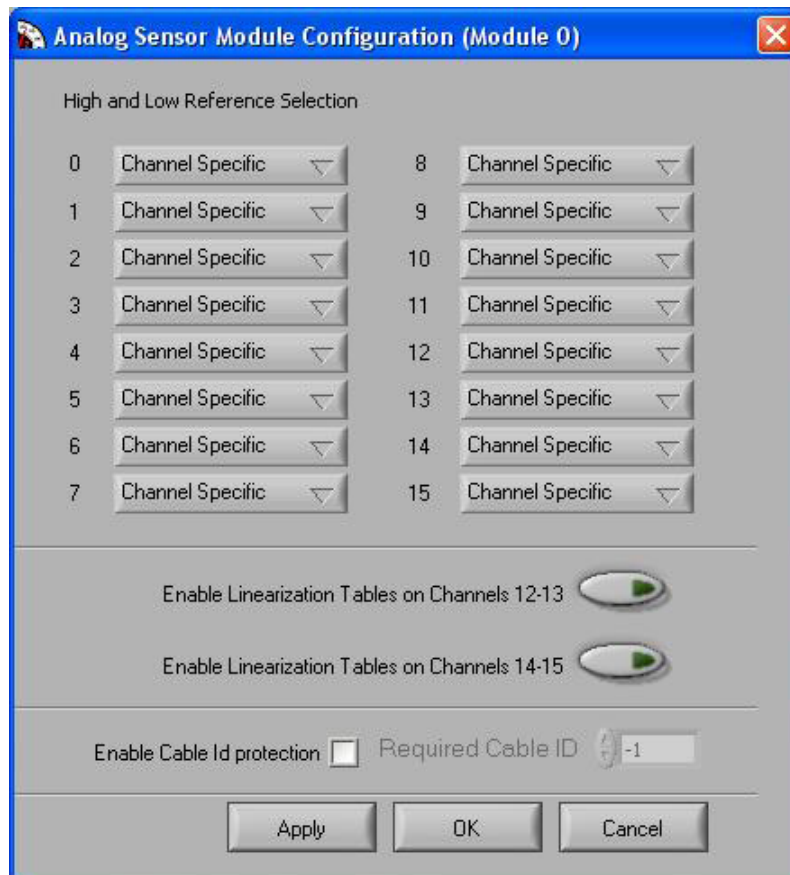 Analog Sensor Module Configuration (Module 0)
High and Low Reference Selection
0 Channel Specific 8 Channel Specific
1 Channel Specific 9 Channel Specific
2 Channel Specific 10 Channel Specific
3 Channel Specific 11 Channel Specific
4 Channel Specific 12 Channel Specific
5 Channel Specific 13 Channel Specific
6 Channel Specific 14 Channel Specific
7 Channel Specific 15 Channel Specific
Enable Linearization Tables on Channels 12-13
Enable Linearization Tables on Channels 14-15
Enable Cable Id protection Required Cable ID -1
Apply OK Cancel